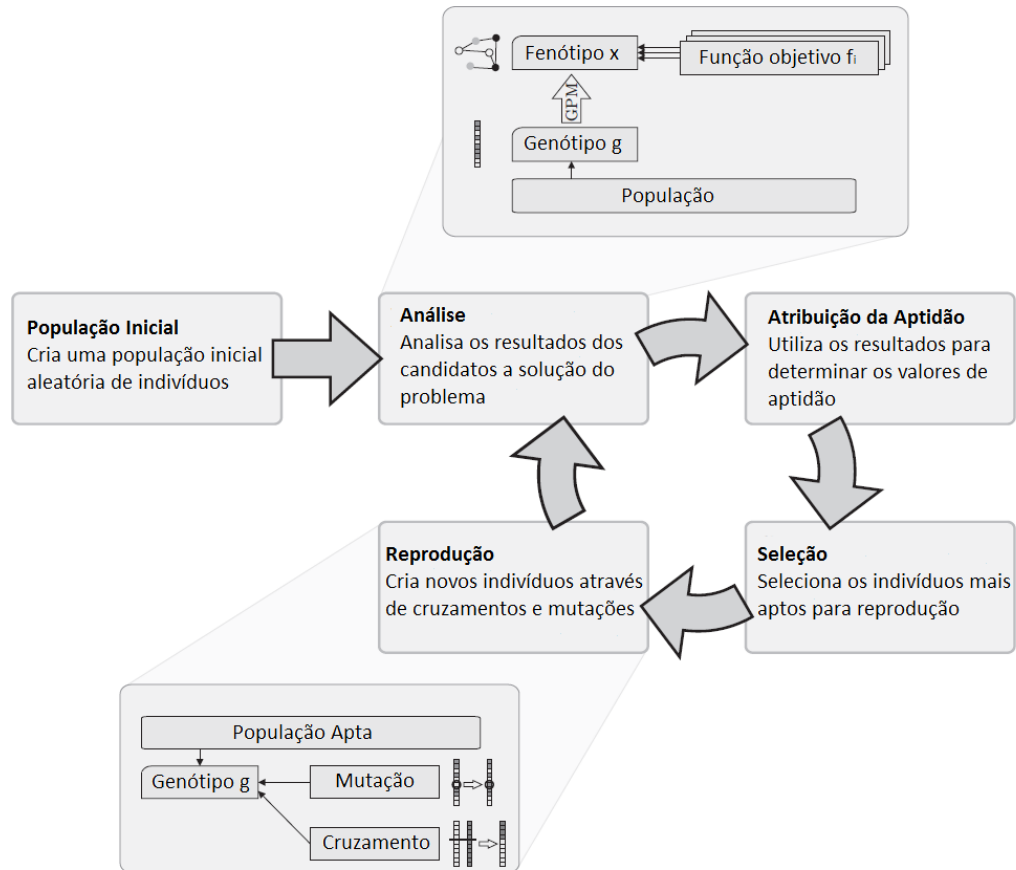 Fenótipo x
Função objetivo fi
GPM
Genótipo g
População
População Inicial
Cria uma população inicial
aleatória de indivíduos
Análise
Analisa os resultados dos
candidatos a solução do
problema
Atribuição da Aptidão
Utiliza os resultados para
determinar os valores de
aptidão
Reprodução
Cria novos indivíduos através
de cruzamentos e mutações
Seleção
Seleciona os indivíduos mais
aptos para reprodução
População Apta
Genótipo g
Mutação
Cruzamento